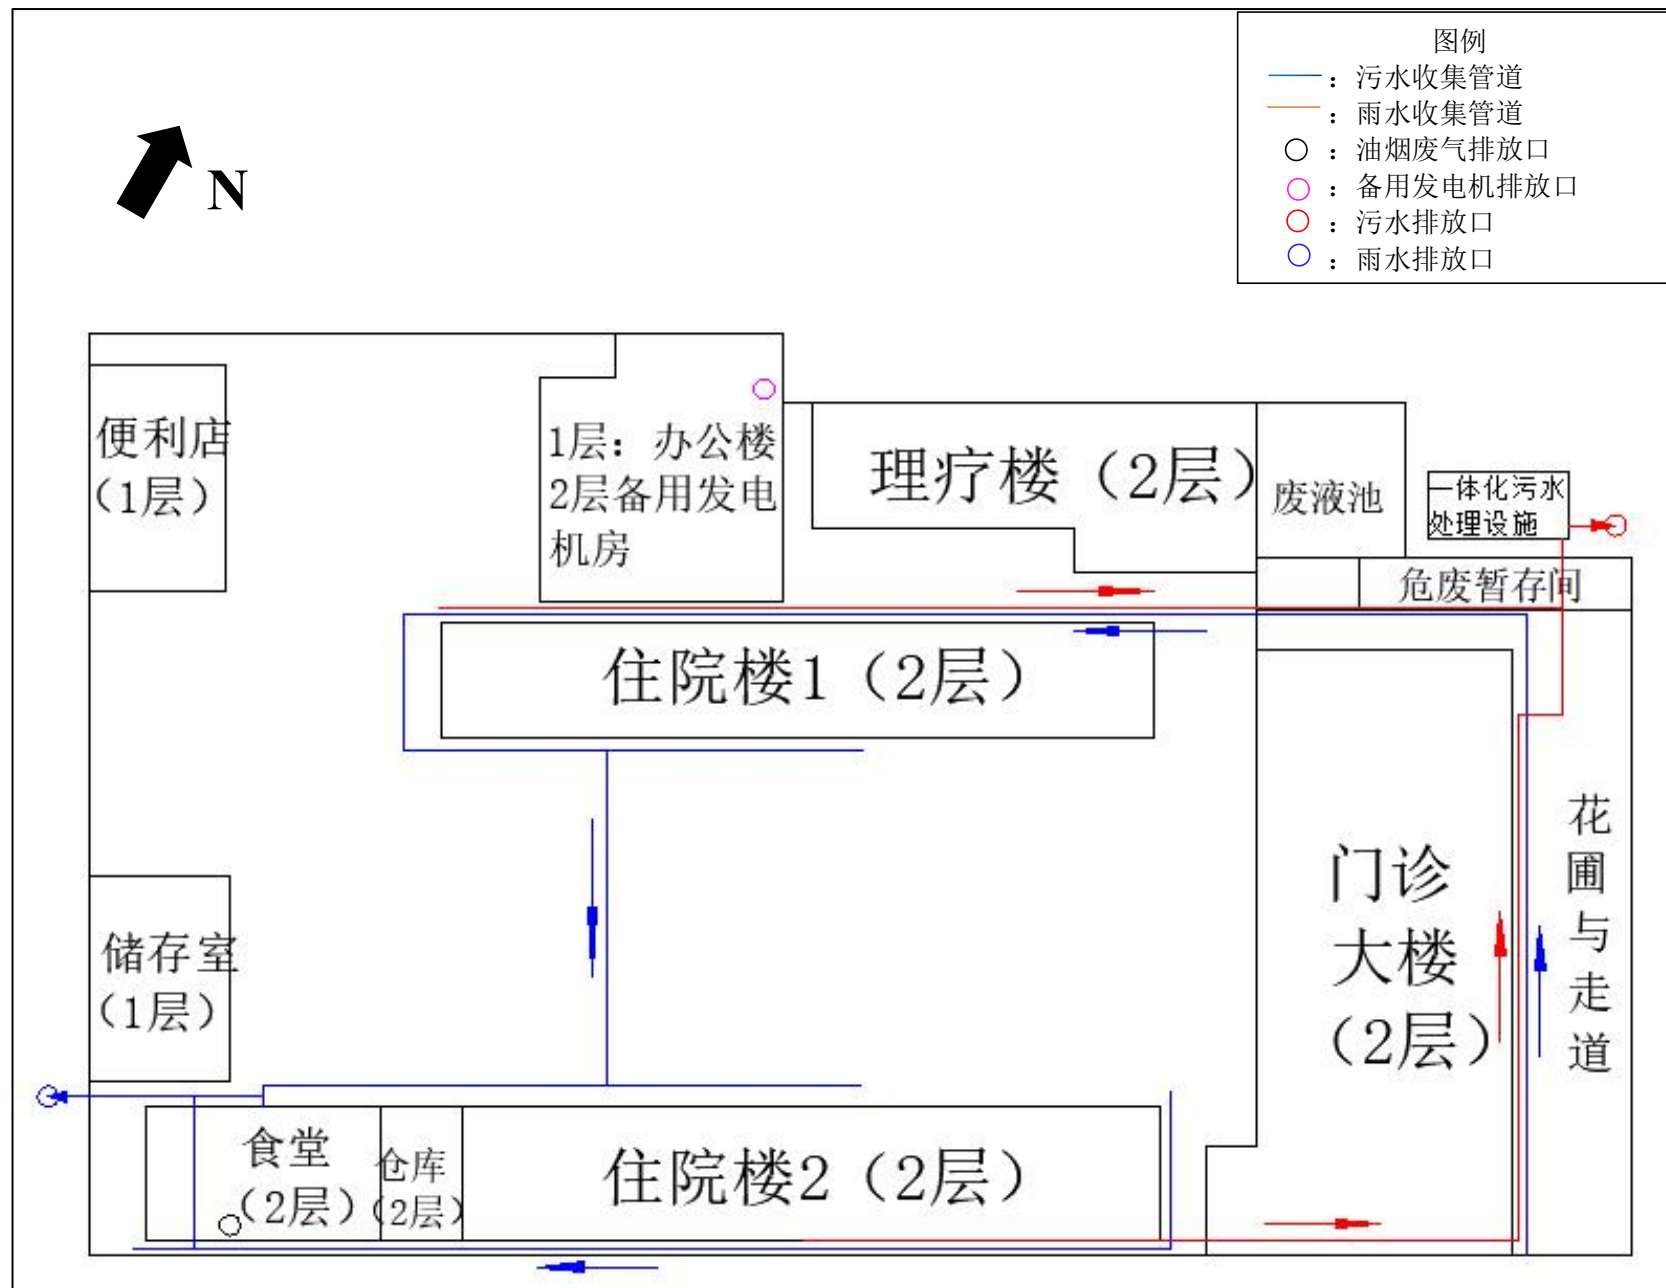 图例
：污水收集管道
：雨水收集管道
：油烟废气排放口
：备用发电机排放口
：污水排放口
：雨水排放口
N
便利店
（1层）
1层：办公楼
2层备用发电
机房
理疗楼（2层）
废液池
一体化污水
处理设施
危废暂存间
住院楼1（2层）
门诊
大楼
（2层）
花
圃
与
走
道
储存室
（1层）
食堂
（2层）
仓库
（2层）
住院楼2（2层）